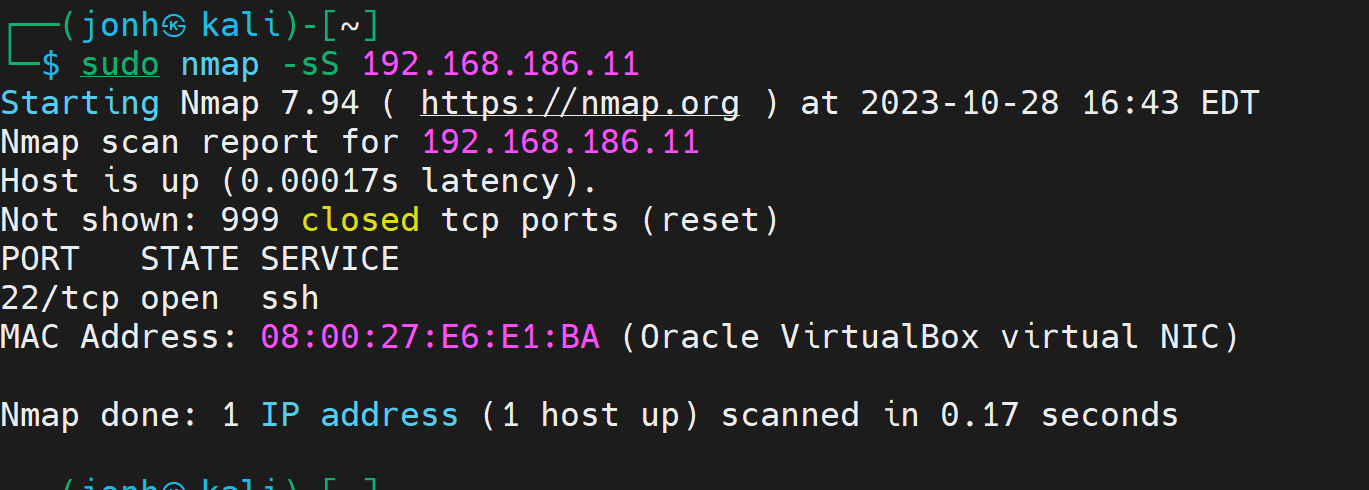 ┌──(jonh㉿kali)-[~]
└─$ sudo nmap -sS 192.168.186.11
Starting Nmap 7.94 ( https://nmap.org ) at 2023-10-28 16:43 EDT
Nmap scan report for 192.168.186.11
Host is up (0.00017s latency).
Not shown: 999 closed tcp ports (reset)
PORT   STATE SERVICE
22/tcp open  ssh
MAC Address: 08:00:27:E6:E1:BA (Oracle VirtualBox virtual NIC)
Nmap done: 1 IP address (1 host up) scanned in 0.17 seconds
┌──(jonh㉿kali)-[~]